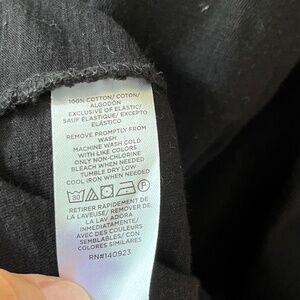 100% COTTON/ COTON/
ALGODÓN
EXCLUSIVE OF ELASTIC/
SAUF ELASTIQUE/ EXCEPTO
ELÁSTICO
REMOVE PROMPTLY FROM
WASH
MACHINE WASH COLD
WITH LIKE COLORS
ONLY NON-CHLORINE
BLEACH WHEN NEEDED
TUMBLE DRY LOW
COOL IRON WHEN NEEDED
30 P
RETIRER RAPIDEMENT DE
LA LAVEUSE/ REMOVER DE
LA LAV ADORA
INMEDIATAMENTE/
AVEC DES COULEURS
SEMBLABLES/ CON
COLORES SIMILARES
RN#140923